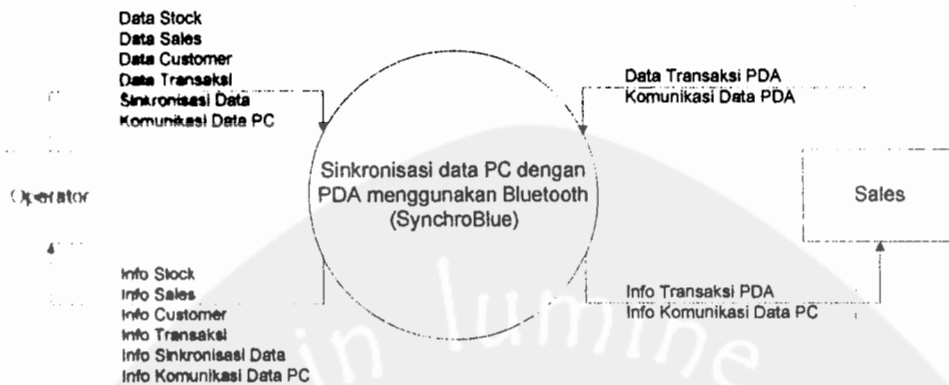 Data Stock
Data Sales
Data Customer
Data Transaksi
Sinkronisasi Data
Komunikasi Data PC
Data Transaksi PDA
Komunikasi Data PDA
Operator
Sinkronisasi data PC dengan
PDA menggunakan Bluetooth
(SynchroBlue)
Sales
Info Stock
Info Sales
Info Customer
Info Transaksi
Info Sinkronisasi Data
Info Komunikasi Data PC
Info Transaksi PDA
Info Komunikasi Data PC
in lumine